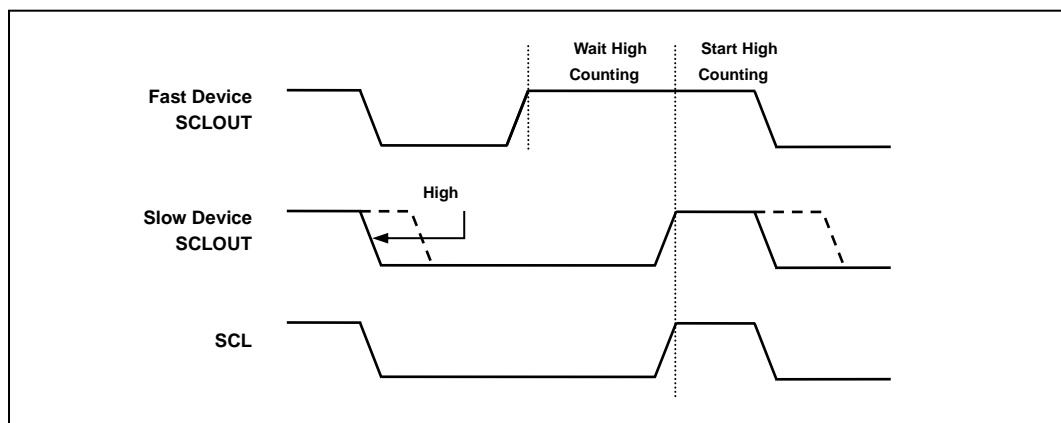 Wait High
Counting
Start High
Counting
Fast Device
SCLOUT
High
Slow Device
SCLOUT
SCL